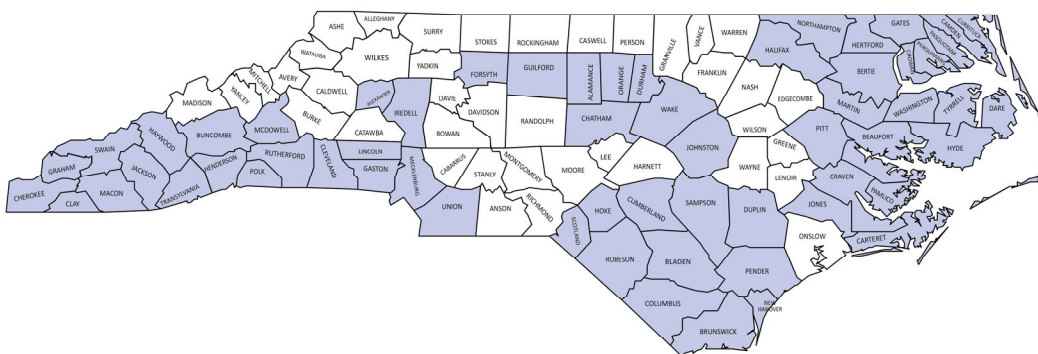 ALLEGHANY
ASHE
SURRY
STOKES
ROCKINGHAM
CASWELL
PERSON
GRANVILLE
VANCE
WARREN
NORTHAMPTON
GATES
CURRITUCK
CAMDEN
PASQUOTANK
PERQUIMANS
CHOWAN
HERTFORD
HALIFAX
BERTIE
WATAUGA
WILKES
YADKIN
FORSYTH
GUILFORD
ALAMANCE
ORANGE
DURHAM
FRANKLIN
NASH
EDGECOMBE
MARTIN
WASHINGTON
TYRRELL
DARE
MITCHELL
AVERY
CALDWELL
ALEXANDER
IREDELL
DAVIE
DAVIDSON
RANDOLPH
CHATHAM
WAKE
WILSON
PITT
BEAUFORT
HYDE
MADISON
YANCEY
BURKE
CATAWBA
ROWAN
JOHNSTON
GREENE
HAYWOOD
BUNCOMBE
MCDOWELL
SWAIN
GRAHAM
JACKSON
HENDERSON
RUTHERFORD
POLK
CLEVELAND
LINCOLN
GASTON
MECKLENBURG
CABARRUS
STANLY
MONTGOMERY
MOORE
LEE
HARNETT
WAYNE
LENOIR
CRAVEN
PAMLICO
CHEROKEE
CLAY
MACON
TRANSYLVANIA
UNION
ANSON
RICHMOND
SCOTLAND
HOKE
CUMBERLAND
SAMPSON
DUPLIN
JONES
CARTERET
ONSLOW
ROBESON
BLADEN
PENDER
COLUMBUS
NEW
HANOVER
BRUNSWICK